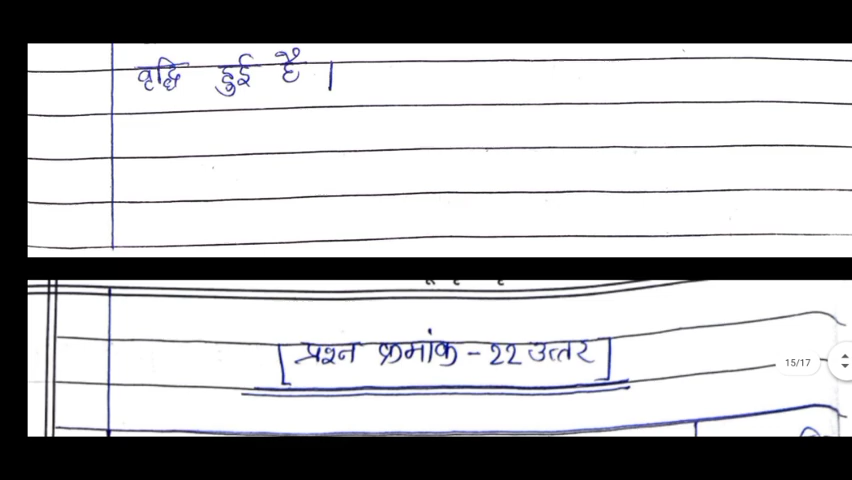 वृद्धि हुई है ।
[प्रश्न क्रमांक - 22 उत्तर]
15/17